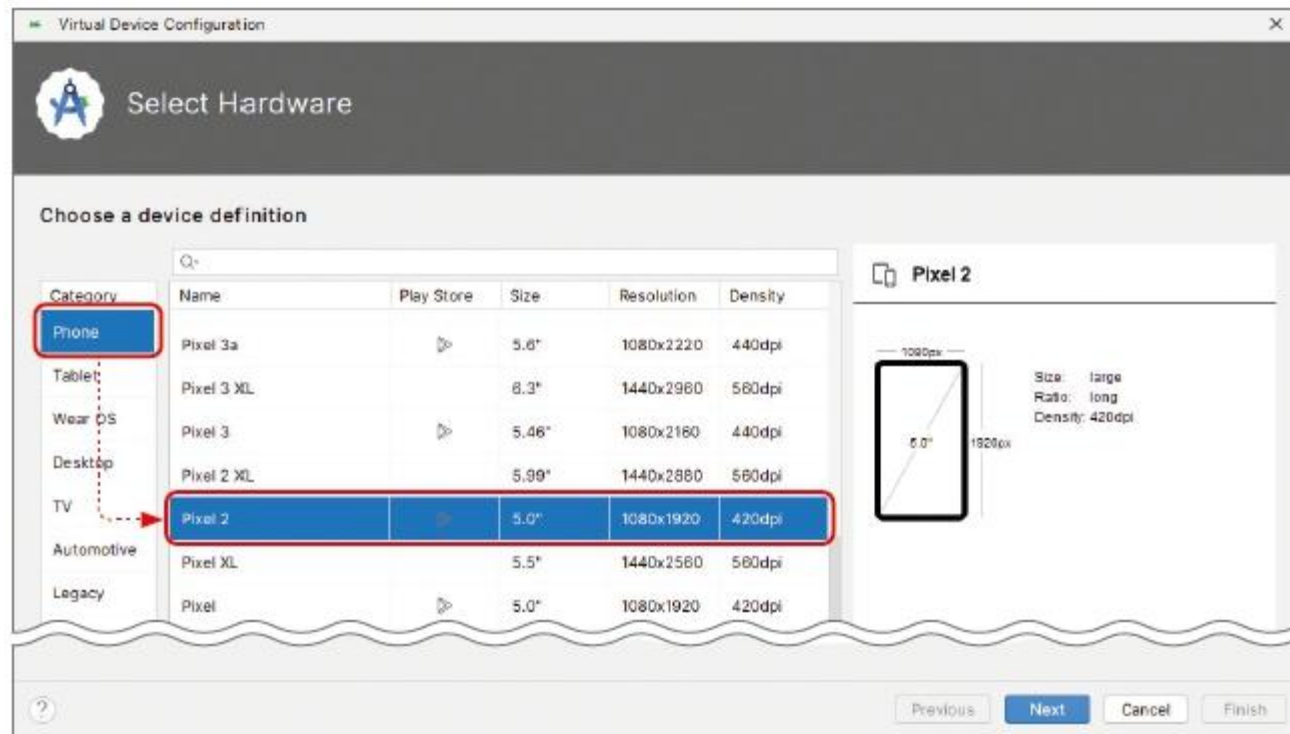 Virtual Device Configuration
Select Hardware
Choose a device definition
Category
Phone
Tablet
Wear OS
Desktop
TV
Automotive
Legacy
Name Play Store Size Resolution Density
Pixel 3a 5.6" 1080x2220 440dpi
Pixel 3 XL 6.3" 1440x2960 560dpi
Pixel 3 5.46" 1080x2160 440dpi
Pixel 2 XL 5.99" 1440x2880 560dpi
Pixel 2 5.0" 1080x1920 420dpi
Pixel XL 5.5" 1440x2560 560dpi
Pixel 5.0" 1080x1920 420dpi
Pixel 2
1080px
5.0"
1920px
Size: large
Ratio: long
Density: 420dpi
?
Previous Next Cancel Finish